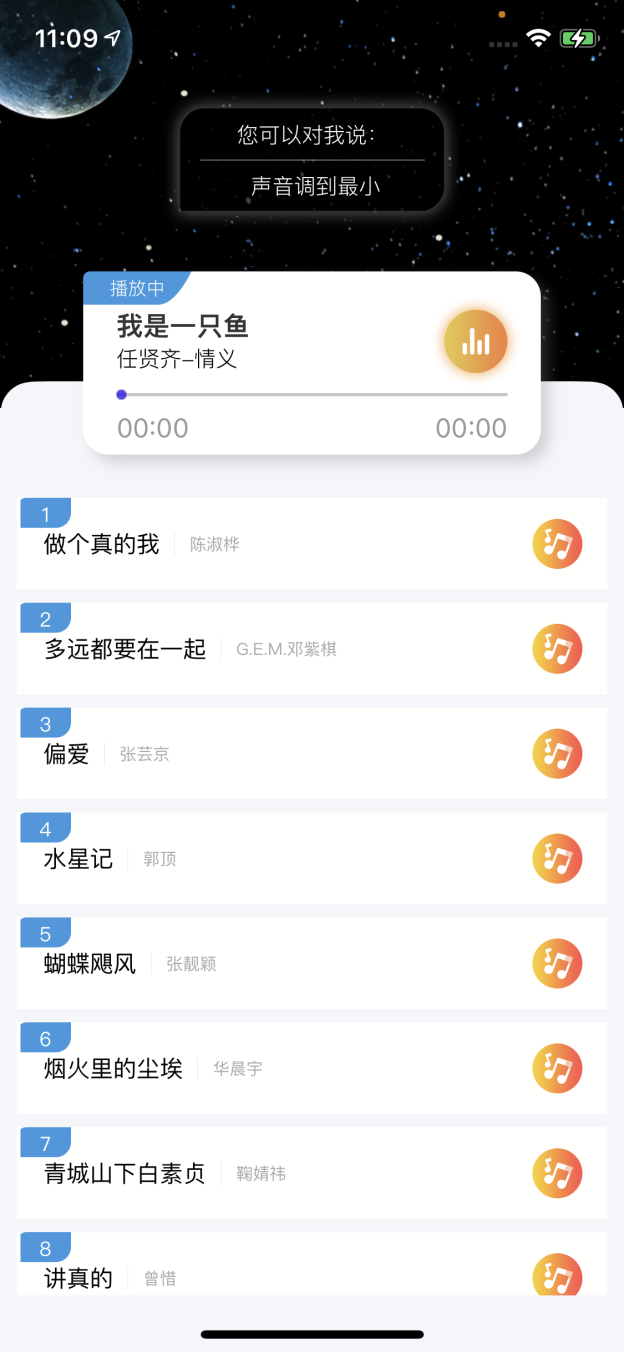 11:09
您可以对我说：
声音调到最小
播放中
我是一只鱼
任贤齐-情义
00:00
00:00
1
做个真的我
陈淑桦
2
多远都要在一起
G.E.M.邓紫棋
3
偏爱
张芸京
4
水星记
郭顶
5
蝴蝶飓风
张靓颖
6
烟火里的尘埃
华晨宇
7
青城山下白素贞
鞠婧祎
8
讲真的
曾惜